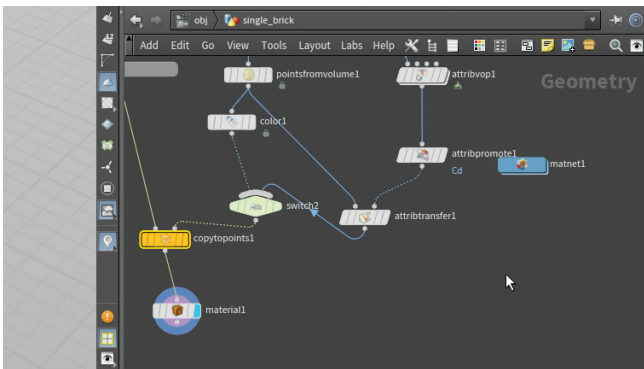 obj single_brick
Add Edit Go View Tools Layout Labs Help
Geometry
pointsfromvolume1
attribvop1
color1
attribpromote1
Cd
matnet1
switch2
attribtransfer1
copytopoints1
material1